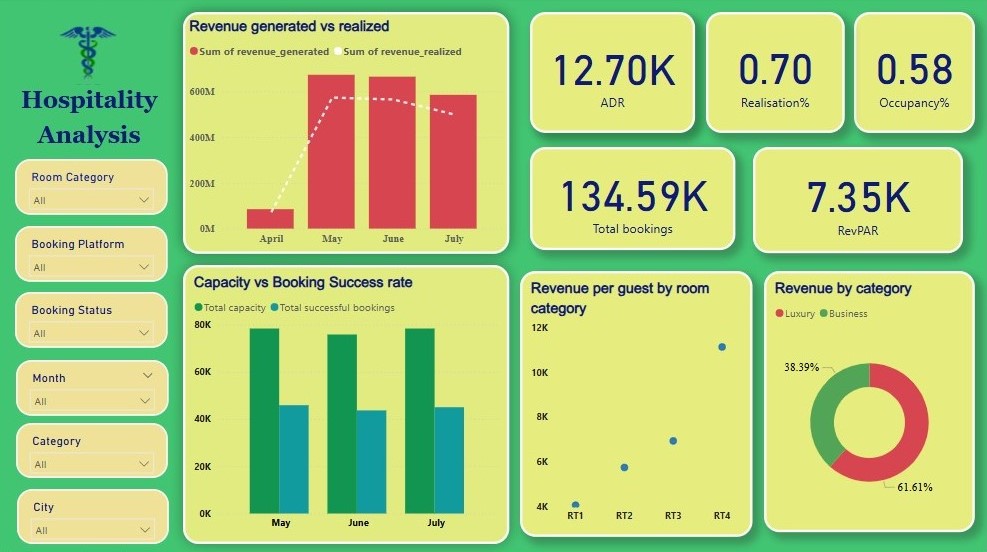 Hospitality
Analysis
Room Category
All
Booking Platform
All
Booking Status
All
Month
All
Category
All
City
All
Revenue generated vs realized
Sum of revenue_generated Sum of revenue_realized
600M
400M
200M
0M
April May June July
12.70K
ADR
0.70
Realisation%
0.58
Occupancy%
134.59K
Total bookings
7.35K
RevPAR
Capacity vs Booking Success rate
Total capacity Total successful bookings
80K
60K
40K
20K
0K
May June July
Revenue per guest by room
category
12K
10K
8K
6K
4K
RT1 RT2 RT3 RT4
Revenue by category
Luxury Business
38.39%
61.61%